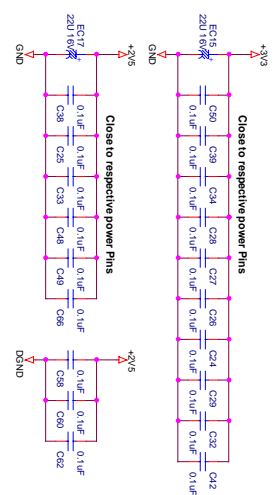 +3V3
EC15
22U 16V
+
GND
C50
0.1uF
C39
0.1uF
C34
0.1uF
C28
0.1uF
C27
0.1uF
C26
0.1uF
C24
0.1uF
C29
0.1uF
C32
0.1uF
C42
0.1uF
Close to respective power Pins
+2V5
EC17
22U 16V
+
GND
C38
0.1uF
C25
0.1uF
C33
0.1uF
C48
0.1uF
C49
0.1uF
C66
0.1uF
Close to respective power Pins
+2V5
DGND
C58
0.1uF
C60
0.1uF
C62
0.1uF